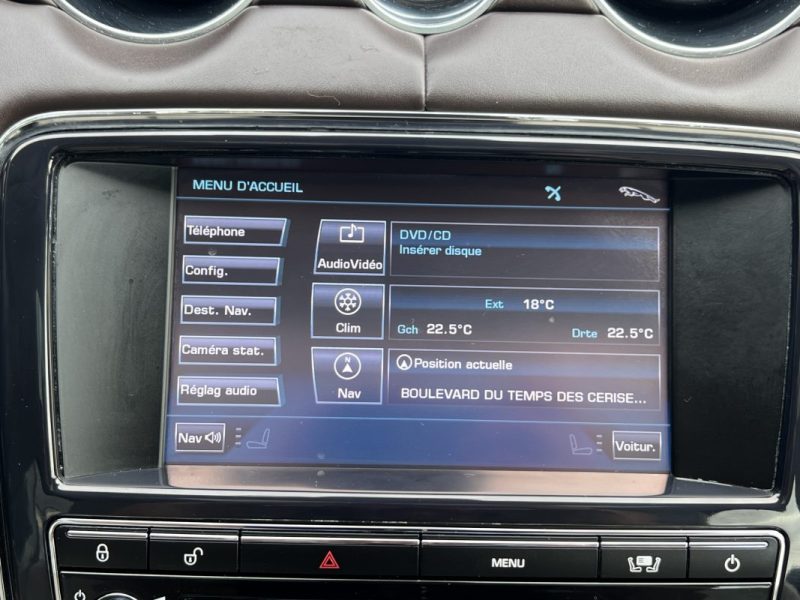 MENU D'ACCUEIL
Téléphone
Config.
Dest. Nav.
Caméra stat.
Réglag audio
AudioVidéo
DVD/CD
Insérer disque
Clim
Ext 18°C
Gch 22.5°C Drte 22.5°C
N
Nav
Position actuelle
BOULEVARD DU TEMPS DES CERISE...
Nav
Voitur.
MENU